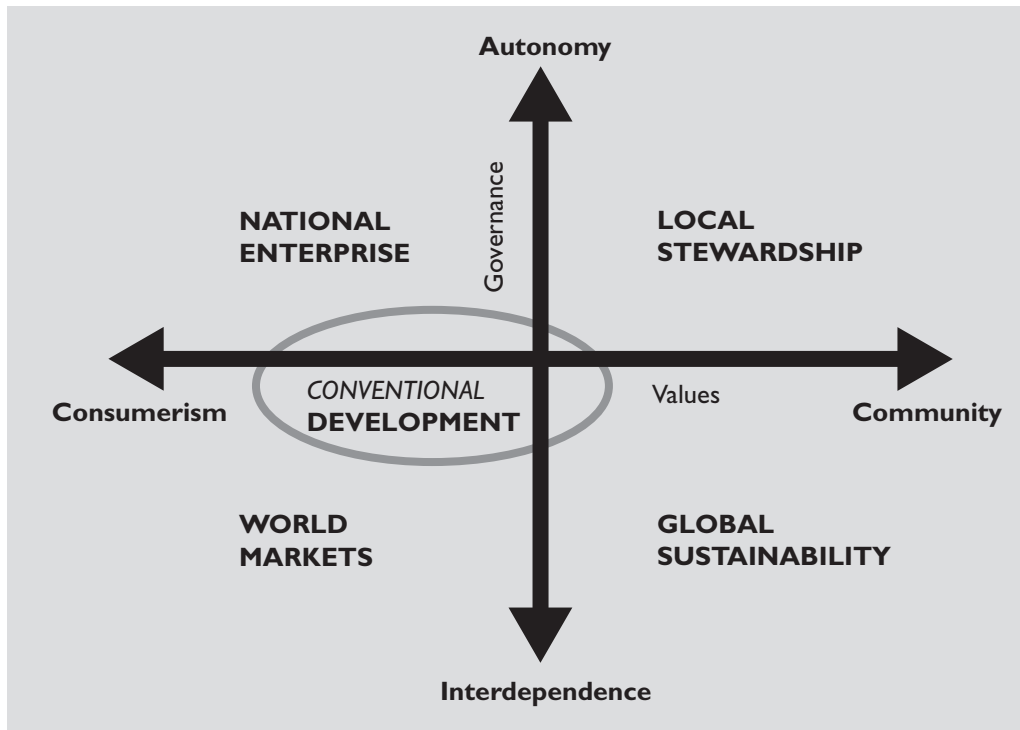 Autonomy
Governance
NATIONAL
ENTERPRISE
LOCAL
STEWARDSHIP
CONVENTIONAL
DEVELOPMENT
Values
Consumerism
Community
WORLD
MARKETS
GLOBAL
SUSTAINABILITY
Interdependence